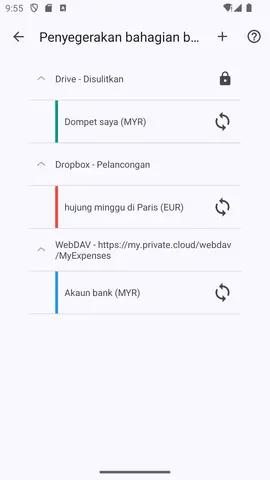 9:55
Penyegerakan bahagian b...
Drive - Disulitkan
Dompet saya (MYR)
Dropbox - Pelancongan
hujung minggu di Paris (EUR)
WebDAV - https://my.private.cloud/webdav
/MyExpenses
Akaun bank (MYR)